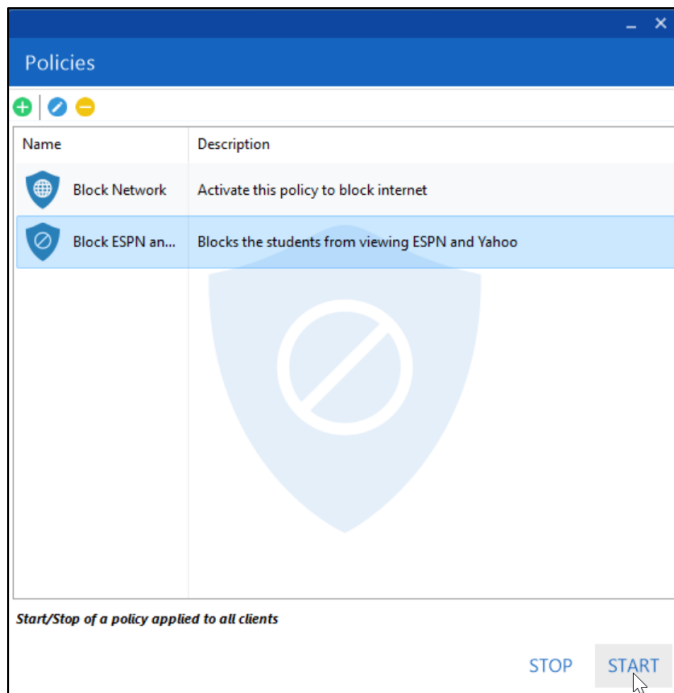 Policies
Name Description
Block Network Activate this policy to block internet
Block ESPN an... Blocks the students from viewing ESPN and Yahoo
Start/Stop of a policy applied to all clients
STOP START